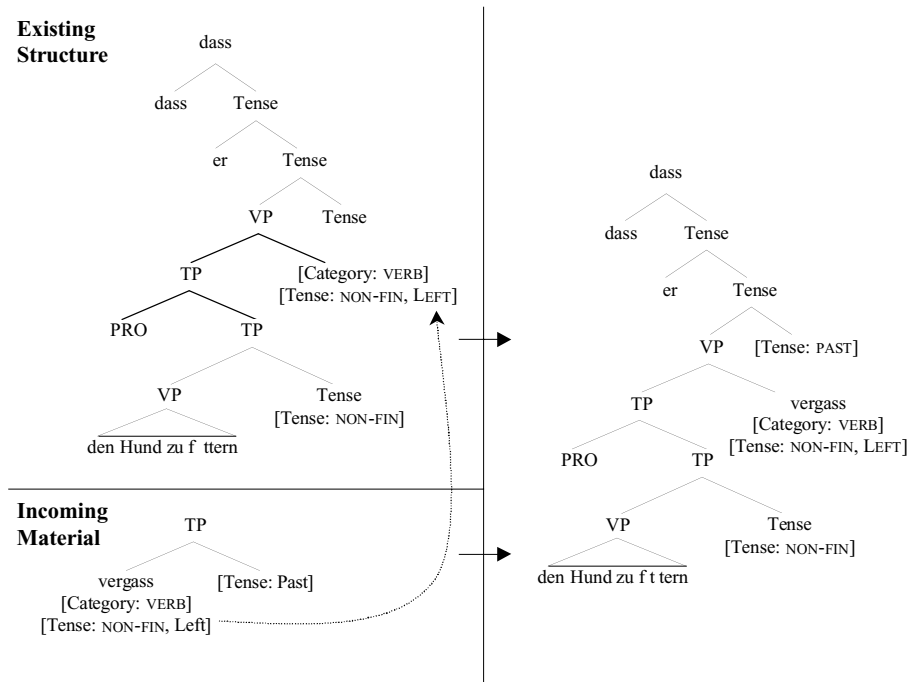 Existing
Structure
dass
dass Tense
er Tense
VP Tense
TP [Category: VERB]
[Tense: NON-FIN, LEFT]
PRO TP
VP Tense
[Tense: NON-FIN]
den Hund zu f ttern
Incoming
Material
TP
vergass [Tense: Past]
[Category: VERB]
[Tense: NON-FIN, Left]
dass
dass Tense
er Tense
VP [Tense: PAST]
TP vergass
[Category: VERB]
[Tense: NON-FIN, LEFT]
PRO TP
VP Tense
[Tense: NON-FIN]
den Hund zu f t tern